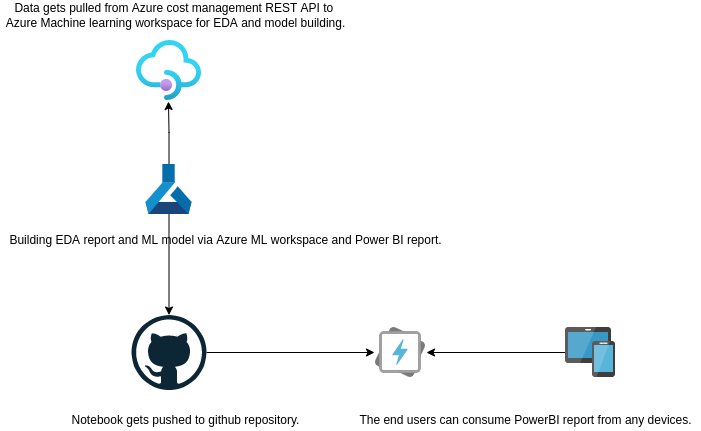 Data gets pulled from Azure cost management REST API to
Azure Machine learning workspace for EDA and model building.
Building EDA report and ML model via Azure ML workspace and Power BI report.
Notebook gets pushed to github repository.
The end users can consume PowerBI report from any devices.